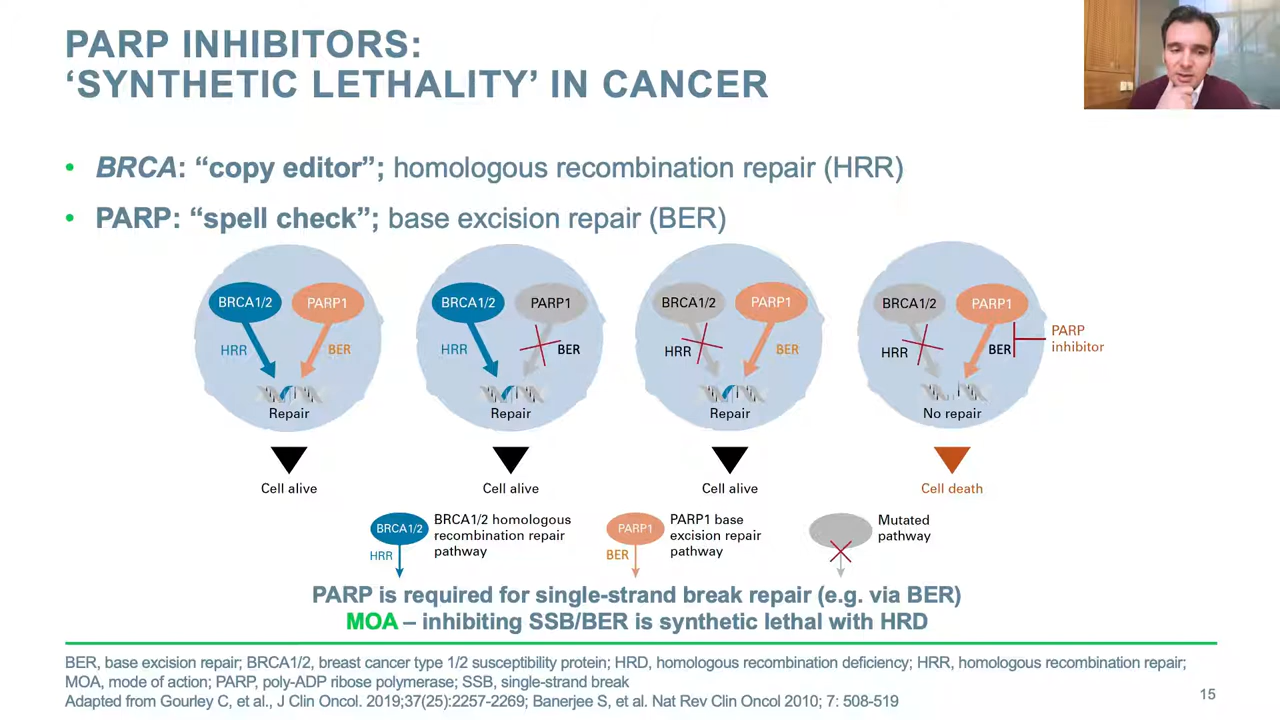 PARP INHIBITORS:
‘SYNTHETIC LETHALITY’ IN CANCER
• BRCA: “copy editor”; homologous recombination repair (HRR)
• PARP: “spell check”; base excision repair (BER)
BRCA1/2 PARP1
HRR BER
Repair
Cell alive
BRCA1/2 PARP1
HRR BER
Repair
Cell alive
BRCA1/2 PARP1
HRR BER
Repair
Cell alive
BRCA1/2 PARP1
HRR BER
PARP
inhibitor
No repair
Cell death
BRCA1/2
HRR
BRCA1/2 homologous
recombination repair
pathway
PARP1
BER
PARP1 base
excision repair
pathway
Mutated
pathway
PARP is required for single-strand break repair (e.g. via BER)
MOA – inhibiting SSB/BER is synthetic lethal with HRD
BER, base excision repair; BRCA1/2, breast cancer type 1/2 susceptibility protein; HRD, homologous recombination deficiency; HRR, homologous recombination repair;
MOA, mode of action; PARP, poly-ADP ribose polymerase; SSB, single-strand break
Adapted from Gourley C, et al., J Clin Oncol. 2019;37(25):2257-2269; Banerjee S, et al. Nat Rev Clin Oncol 2010; 7: 508-519
15